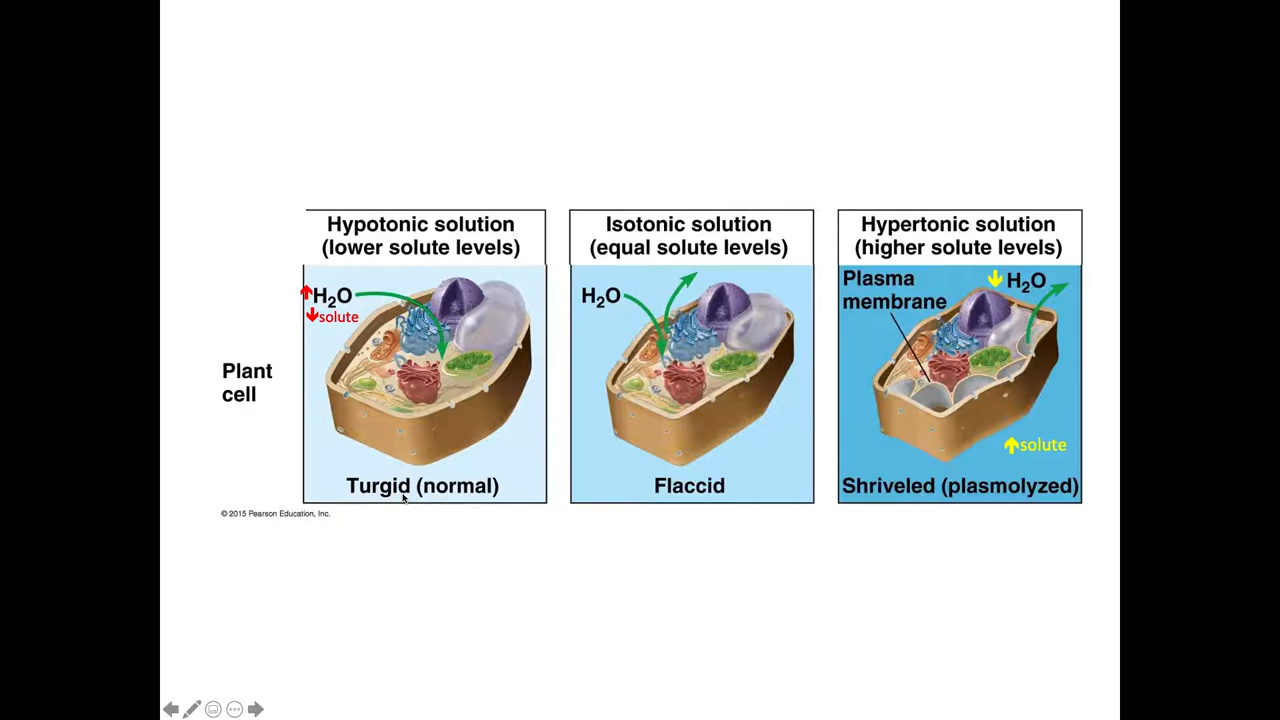 Hypotonic solution
(lower solute levels)
Isotonic solution
(equal solute levels)
Hypertonic solution
(higher solute levels)
Plant
cell
H₂O
solute
Turgid (normal)
H₂O
Flaccid
Plasma
membrane
H₂O
solute
Shriveled (plasmolyzed)
© 2015 Pearson Education, Inc.